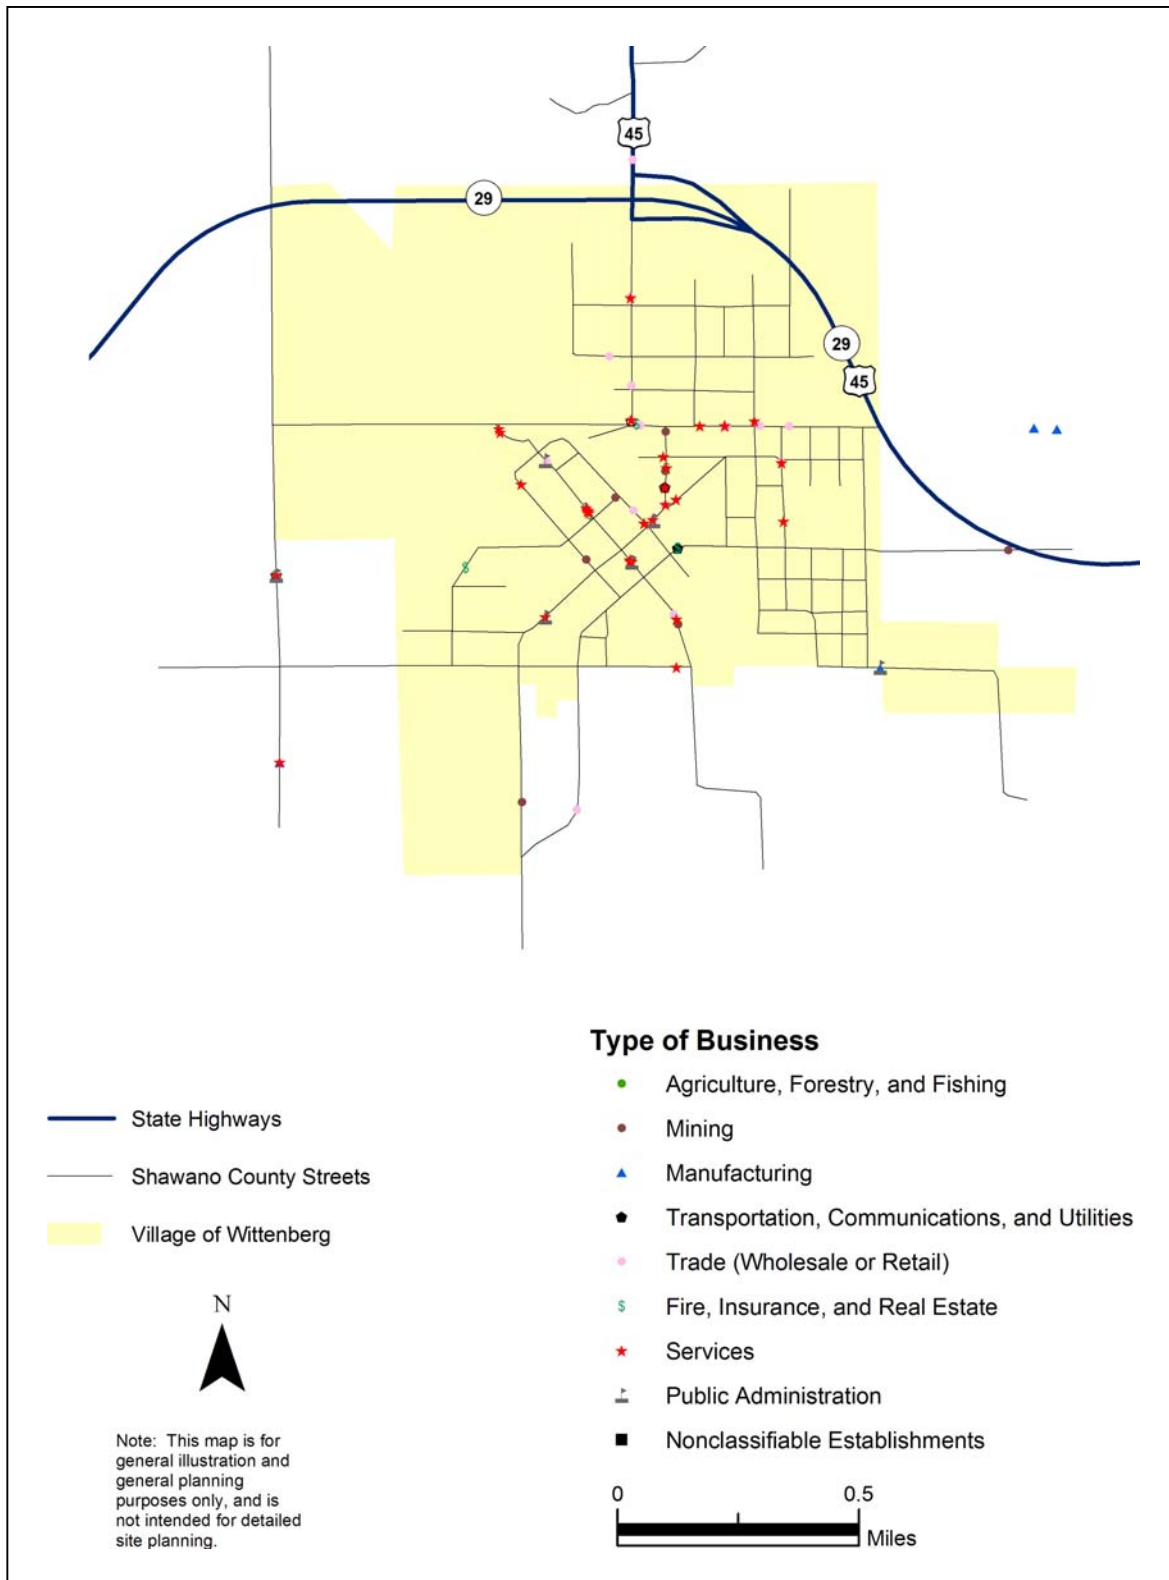 45
29
29
45
Type of Business
Agriculture, Forestry, and Fishing
Mining
Manufacturing
Transportation, Communications, and Utilities
Trade (Wholesale or Retail)
$ Fire, Insurance, and Real Estate
Services
Public Administration
Nonclassifiable Establishments
State Highways
Shawano County Streets
Village of Wittenberg
N
Note: This map is for
general illustration and
general planning
purposes only, and is
not intended for detailed
site planning.
0 0.5
Miles